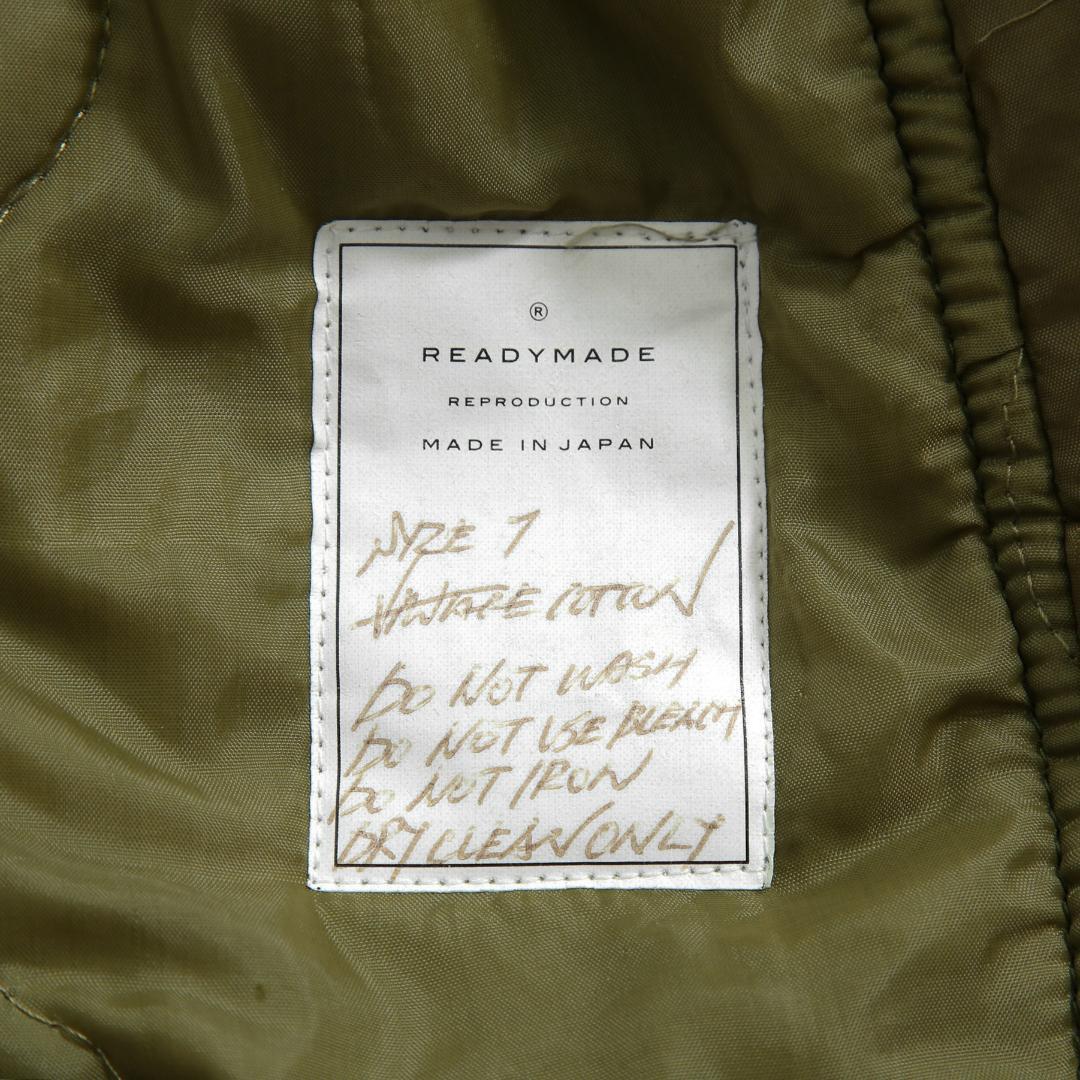 ®
READYMADE
REPRODUCTION
MADE IN JAPAN
SIZE 1
VINTAGE COTTON
DO NOT WASH
DO NOT USE BLEACH
DO NOT IRON
DRY CLEAN ONLY